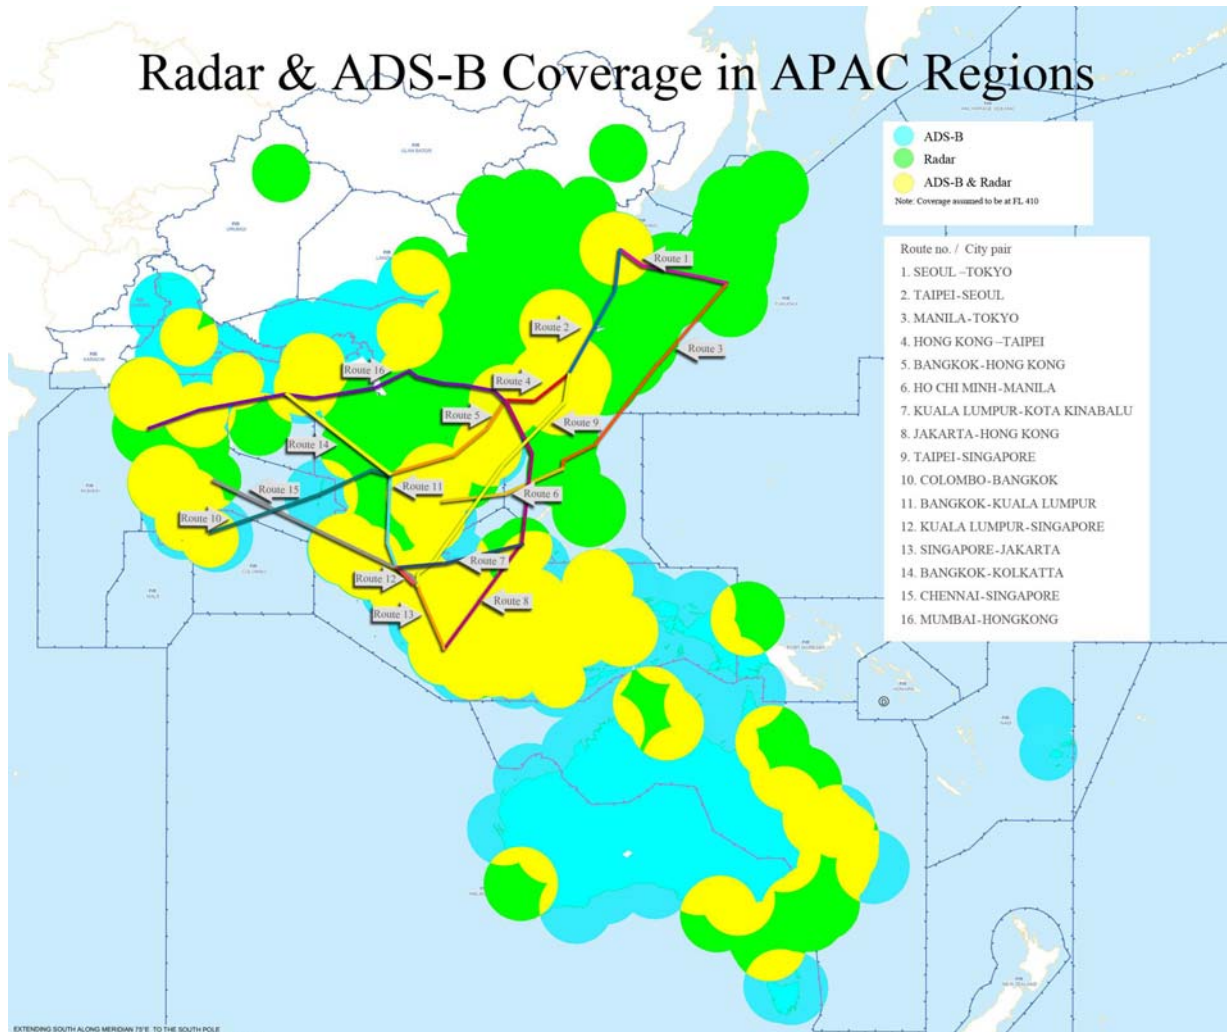 Radar & ADS-B Coverage in APAC Regions
ADS-B
Radar
ADS-B & Radar
Note: Coverage assumed to be at FL 410
Route no. / City pair
1. SEOUL –TOKYO
2. TAIPEI-SEOUL
3. MANILA-TOKYO
4. HONG KONG –TAIPEI
5. BANGKOK-HONG KONG
6. HO CHI MINH-MANILA
7. KUALA LUMPUR-KOTA KINABALU
8. JAKARTA-HONG KONG
9. TAIPEI-SINGAPORE
10. COLOMBO-BANGKOK
11. BANGKOK-KUALA LUMPUR
12. KUALA LUMPUR-SINGAPORE
13. SINGAPORE-JAKARTA
14. BANGKOK-KOLKATTA
15. CHENNAI-SINGAPORE
16. MUMBAI-HONGKONG
Route 1
Route 2
Route 3
Route 16
Route 4
Route 5
Route 9
Route 14
Route 11
Route 15
Route 6
Route 10
Route 7
Route 12
Route 8
Route 13
EXTENDING SOUTH ALONG MERIDIAN 75°E TO THE SOUTH POLE